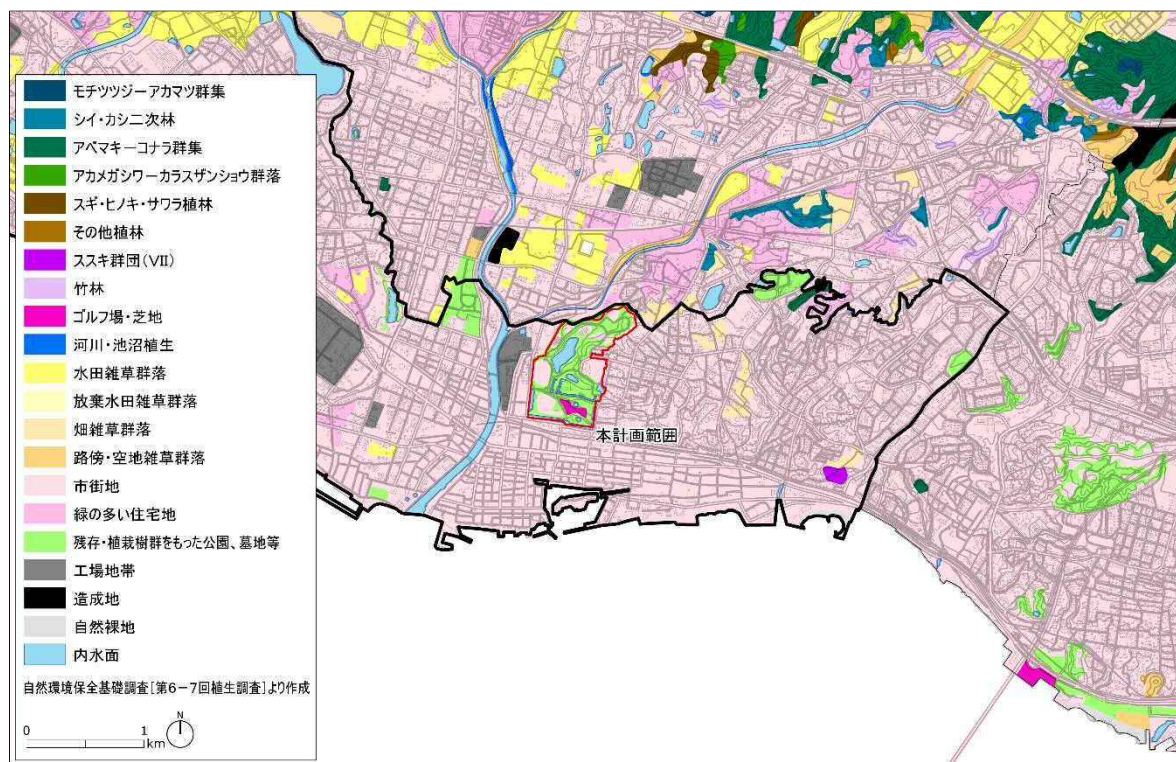 モチツツジーアカマツ群集
シイ・カシ二次林
アベマキーコナラ群集
アカメガシワーカラスザンショウ群落
スギ・ヒノキ・サワラ植林
その他植林
ススキ群団(VII)
竹林
ゴルフ場・芝地
河川・池沼植生
水田雑草群落
放棄水田雑草群落
畑雑草群落
路傍・空地雑草群落
市街地
緑の多い住宅地
残存・植栽樹群をもった公園、墓地等
工場地帯
造成地
自然裸地
内水面
自然環境保全基礎調査[第6-7回植生調査]より作成
0 1
km
N
本計画範囲